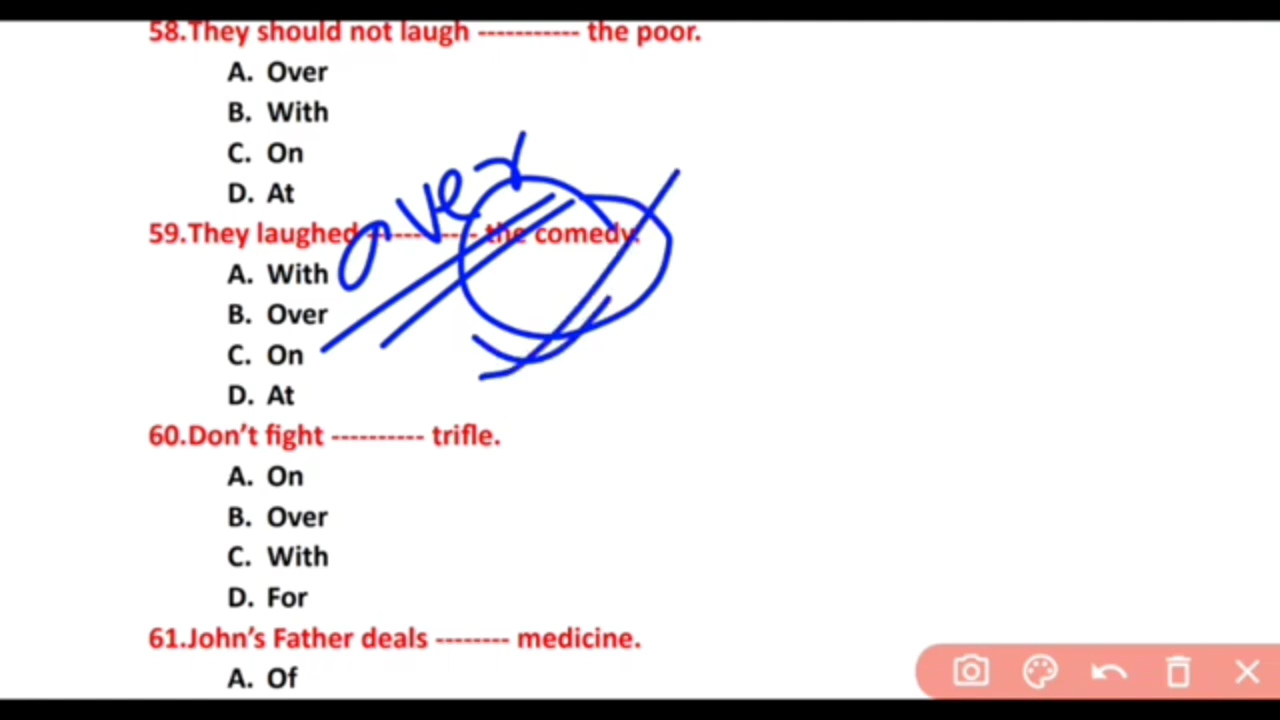 58.They should not laugh ----------- the poor.
A. Over
B. With
C. On
D. At
over
59.They laughed ------------ the comedy.
A. With
B. Over
C. On
D. At
60.Don’t fight ---------- trifle.
A. On
B. Over
C. With
D. For
61.John’s Father deals -------- medicine.
A. Of